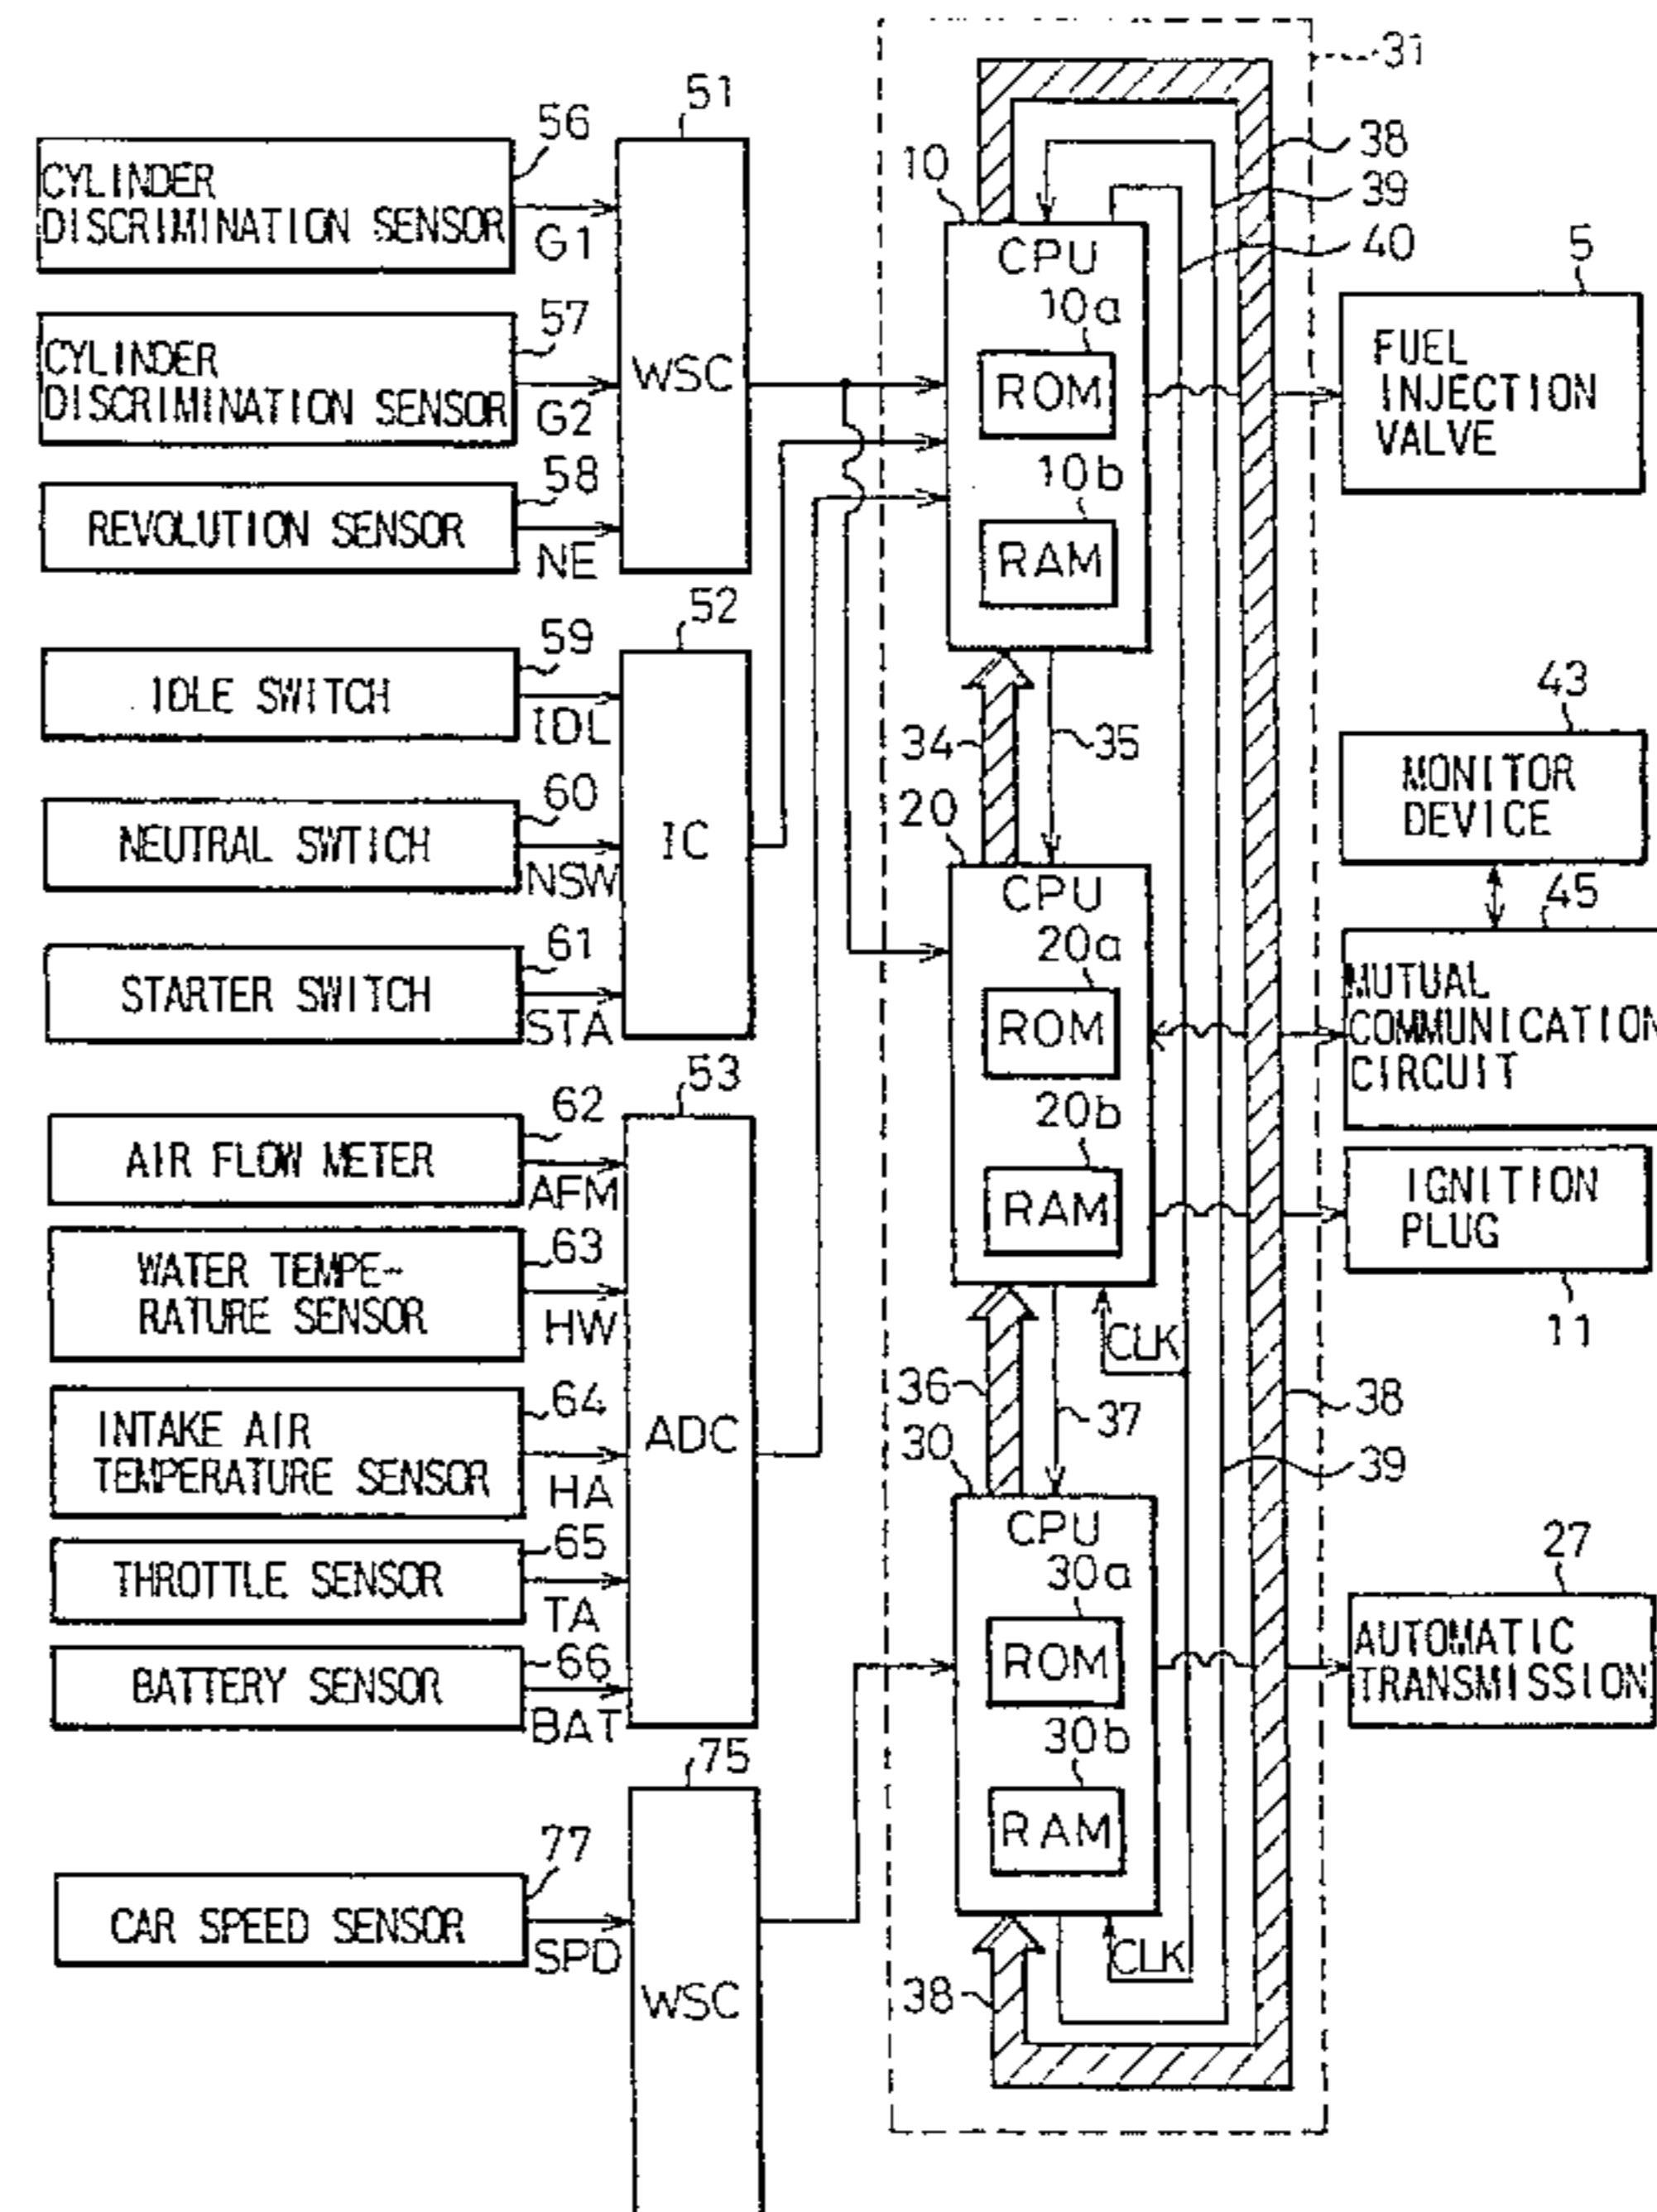 31
56
51
CYLINDER
DISCRIMINATION SENSOR
G1
10
38
39
40
5
CPU
10a
ROM
10b
RAM
FUEL
INJECTION
VALVE
57
CYLINDER
DISCRIMINATION SENSOR
G2
WSC
58
REVOLUTION SENSOR
NE
52
59
IDLE SWITCH
IDL
60
NEUTRAL SWTICH
NSW
IC
61
STARTER SWITCH
STA
34
35
43
MONITOR
DEVICE
20
CPU
20a
ROM
20b
RAM
45
MUTUAL
COMMUNICATION
CIRCUIT
53
62
AIR FLOW METER
AFM
IGNITION
PLUG
11
63
WATER TEMPE-
RATURE SENSOR
HW
CLK
36
37
38
64
INTAKE AIR
TEMPERATURE SENSOR
HA
ADC
30
39
CPU
30a
ROM
30b
RAM
65
THROTTLE SENSOR
TA
27
AUTOMATIC
TRANSMISSION
66
BATTERY SENSOR
BAT
75
77
CAR SPEED SENSOR
SPD
WSC
CLK
38